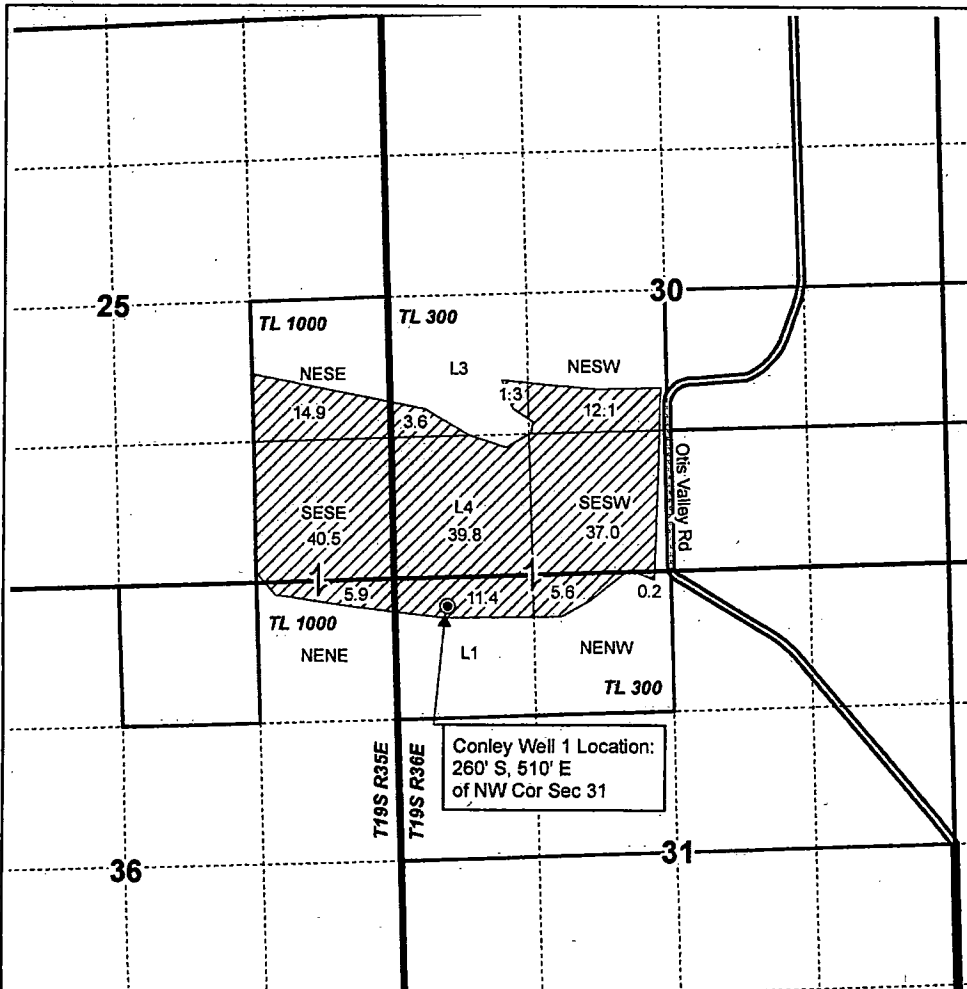 25
30
TL 1000
TL 300
NESE
L3
NESW
14.9
3.6
1.3
12.1
Otis Valley Rd
SESE
40.5
L4
39.8
SESW
37.0
5.9
11.4
5.6
0.2
TL 1000
NENE
L1
NENW
TL 300
Conley Well 1 Location:
260' S, 510' E
of NW Cor Sec 31
T19S R35E
T19S R36E
36
31